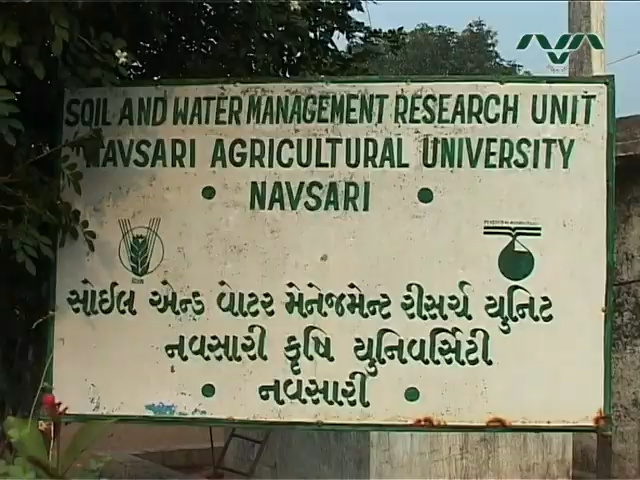 SOIL AND WATER MANAGEMENT RESEARCH UNIT
NAVSARI AGRICULTURAL UNIVERSITY
NAVSARI
સોઈલ એન્ડ વોટર મેનેજમેન્ટ રીસર્ચ યુનિટ
નવસારી કૃષિ યુનિવર્સિટી
નવસારી